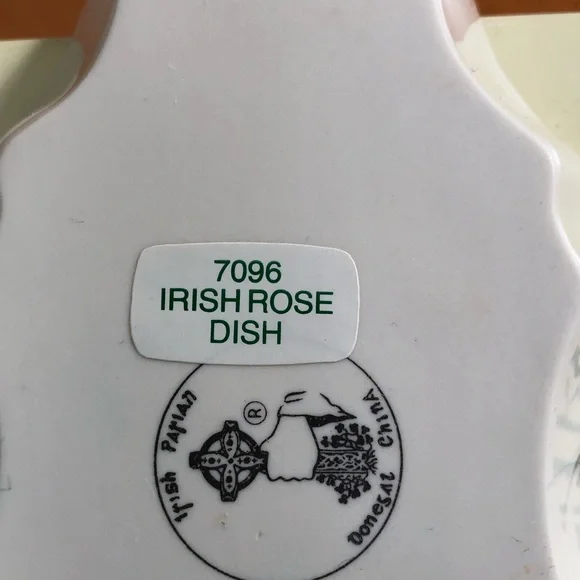 7096
IRISH ROSE
DISH
®
Irish Parian
Donegal China